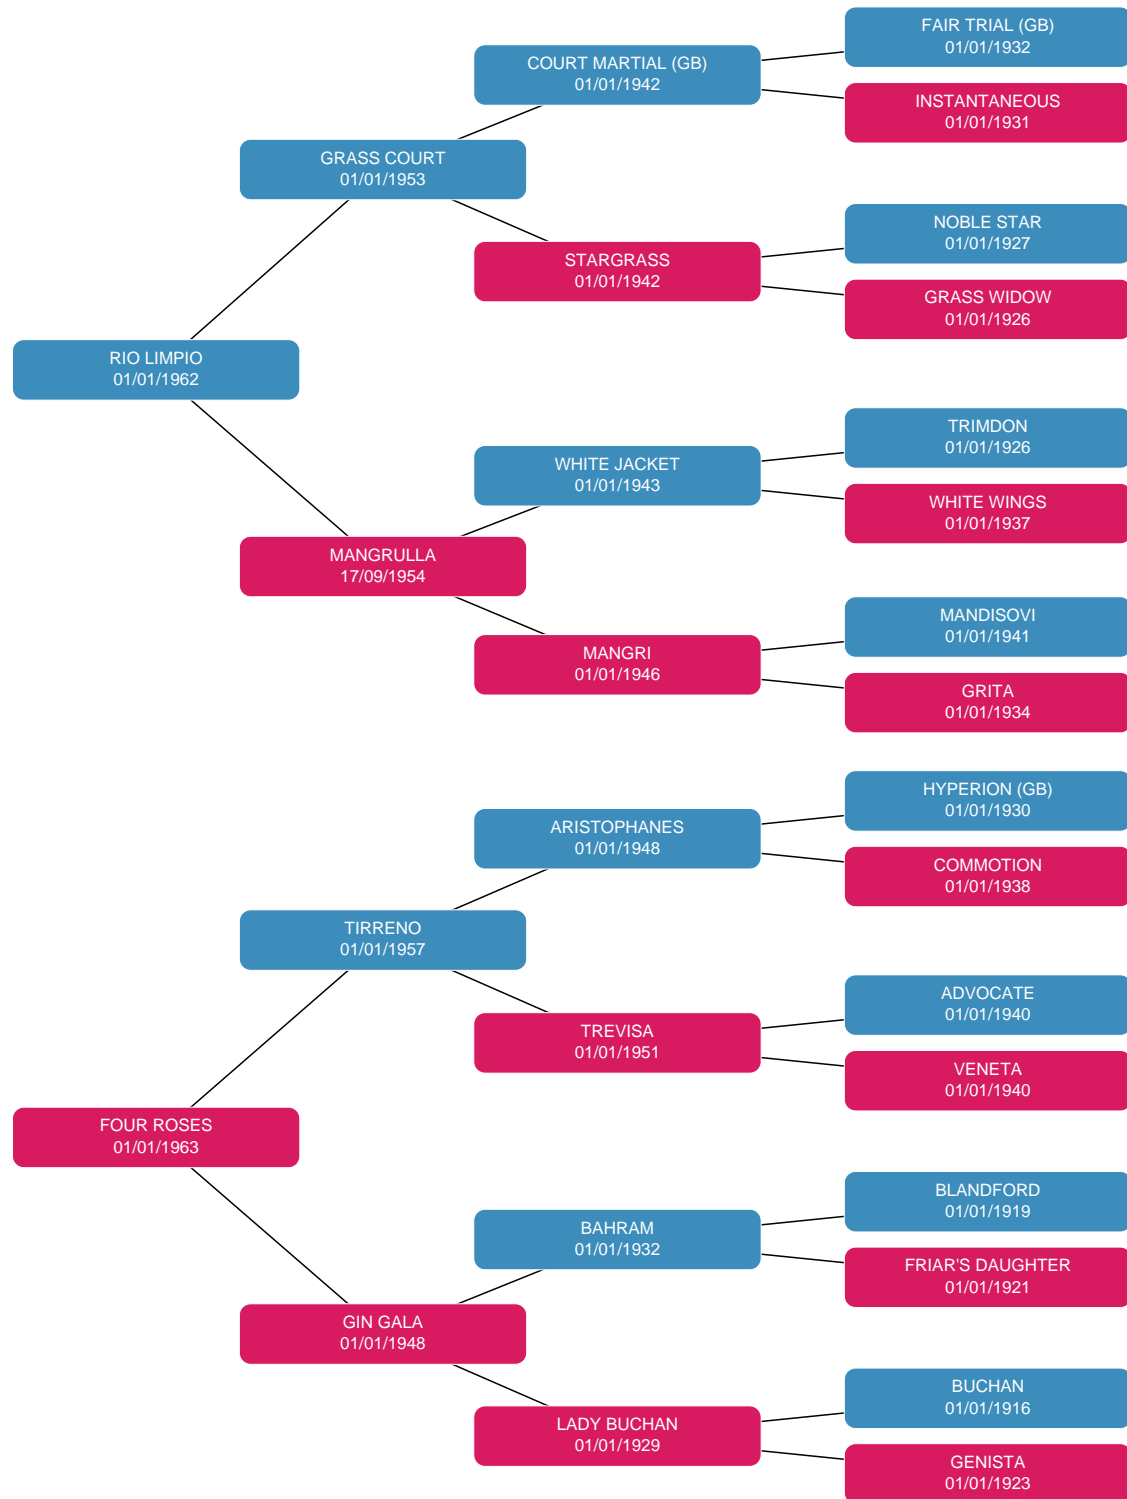 FAIR TRIAL (GB)
01/01/1932
COURT MARTIAL (GB)
01/01/1942
INSTANTANEOUS
01/01/1931
GRASS COURT
01/01/1953
NOBLE STAR
01/01/1927
STARGRASS
01/01/1942
GRASS WIDOW
01/01/1926
RIO LIMPIO
01/01/1962
TRIMDON
01/01/1926
WHITE JACKET
01/01/1943
WHITE WINGS
01/01/1937
MANGRULLA
17/09/1954
MANDISOVI
01/01/1941
MANGRI
01/01/1946
GRITA
01/01/1934
HYPERION (GB)
01/01/1930
ARISTOPHANES
01/01/1948
COMMOTION
01/01/1938
TIRRENO
01/01/1957
ADVOCATE
01/01/1940
TREVISA
01/01/1951
VENETA
01/01/1940
FOUR ROSES
01/01/1963
BLANDFORD
01/01/1919
BAHRAM
01/01/1932
FRIAR'S DAUGHTER
01/01/1921
GIN GALA
01/01/1948
BUCHAN
01/01/1916
LADY BUCHAN
01/01/1929
GENISTA
01/01/1923